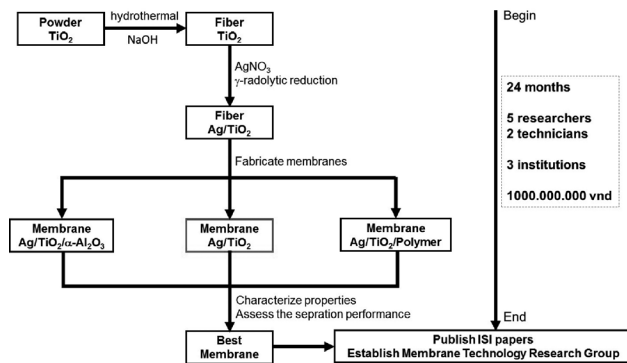 Powder
TiO2
hydrothermal
NaOH
Fiber
TiO2
Begin
AgNO3
γ-radolytic reduction
24 months
5 researchers
2 technicians
3 institutions
1000.000.000 vnd
Fiber
Ag/TiO2
Fabricate membranes
Membrane
Ag/TiO2/α-Al2O3
Membrane
Ag/TiO2
Membrane
Ag/TiO2/Polymer
Characterize properties
Assess the sepration performance
End
Best
Membrane
Publish ISI papers
Establish Membrane Technology Research Group